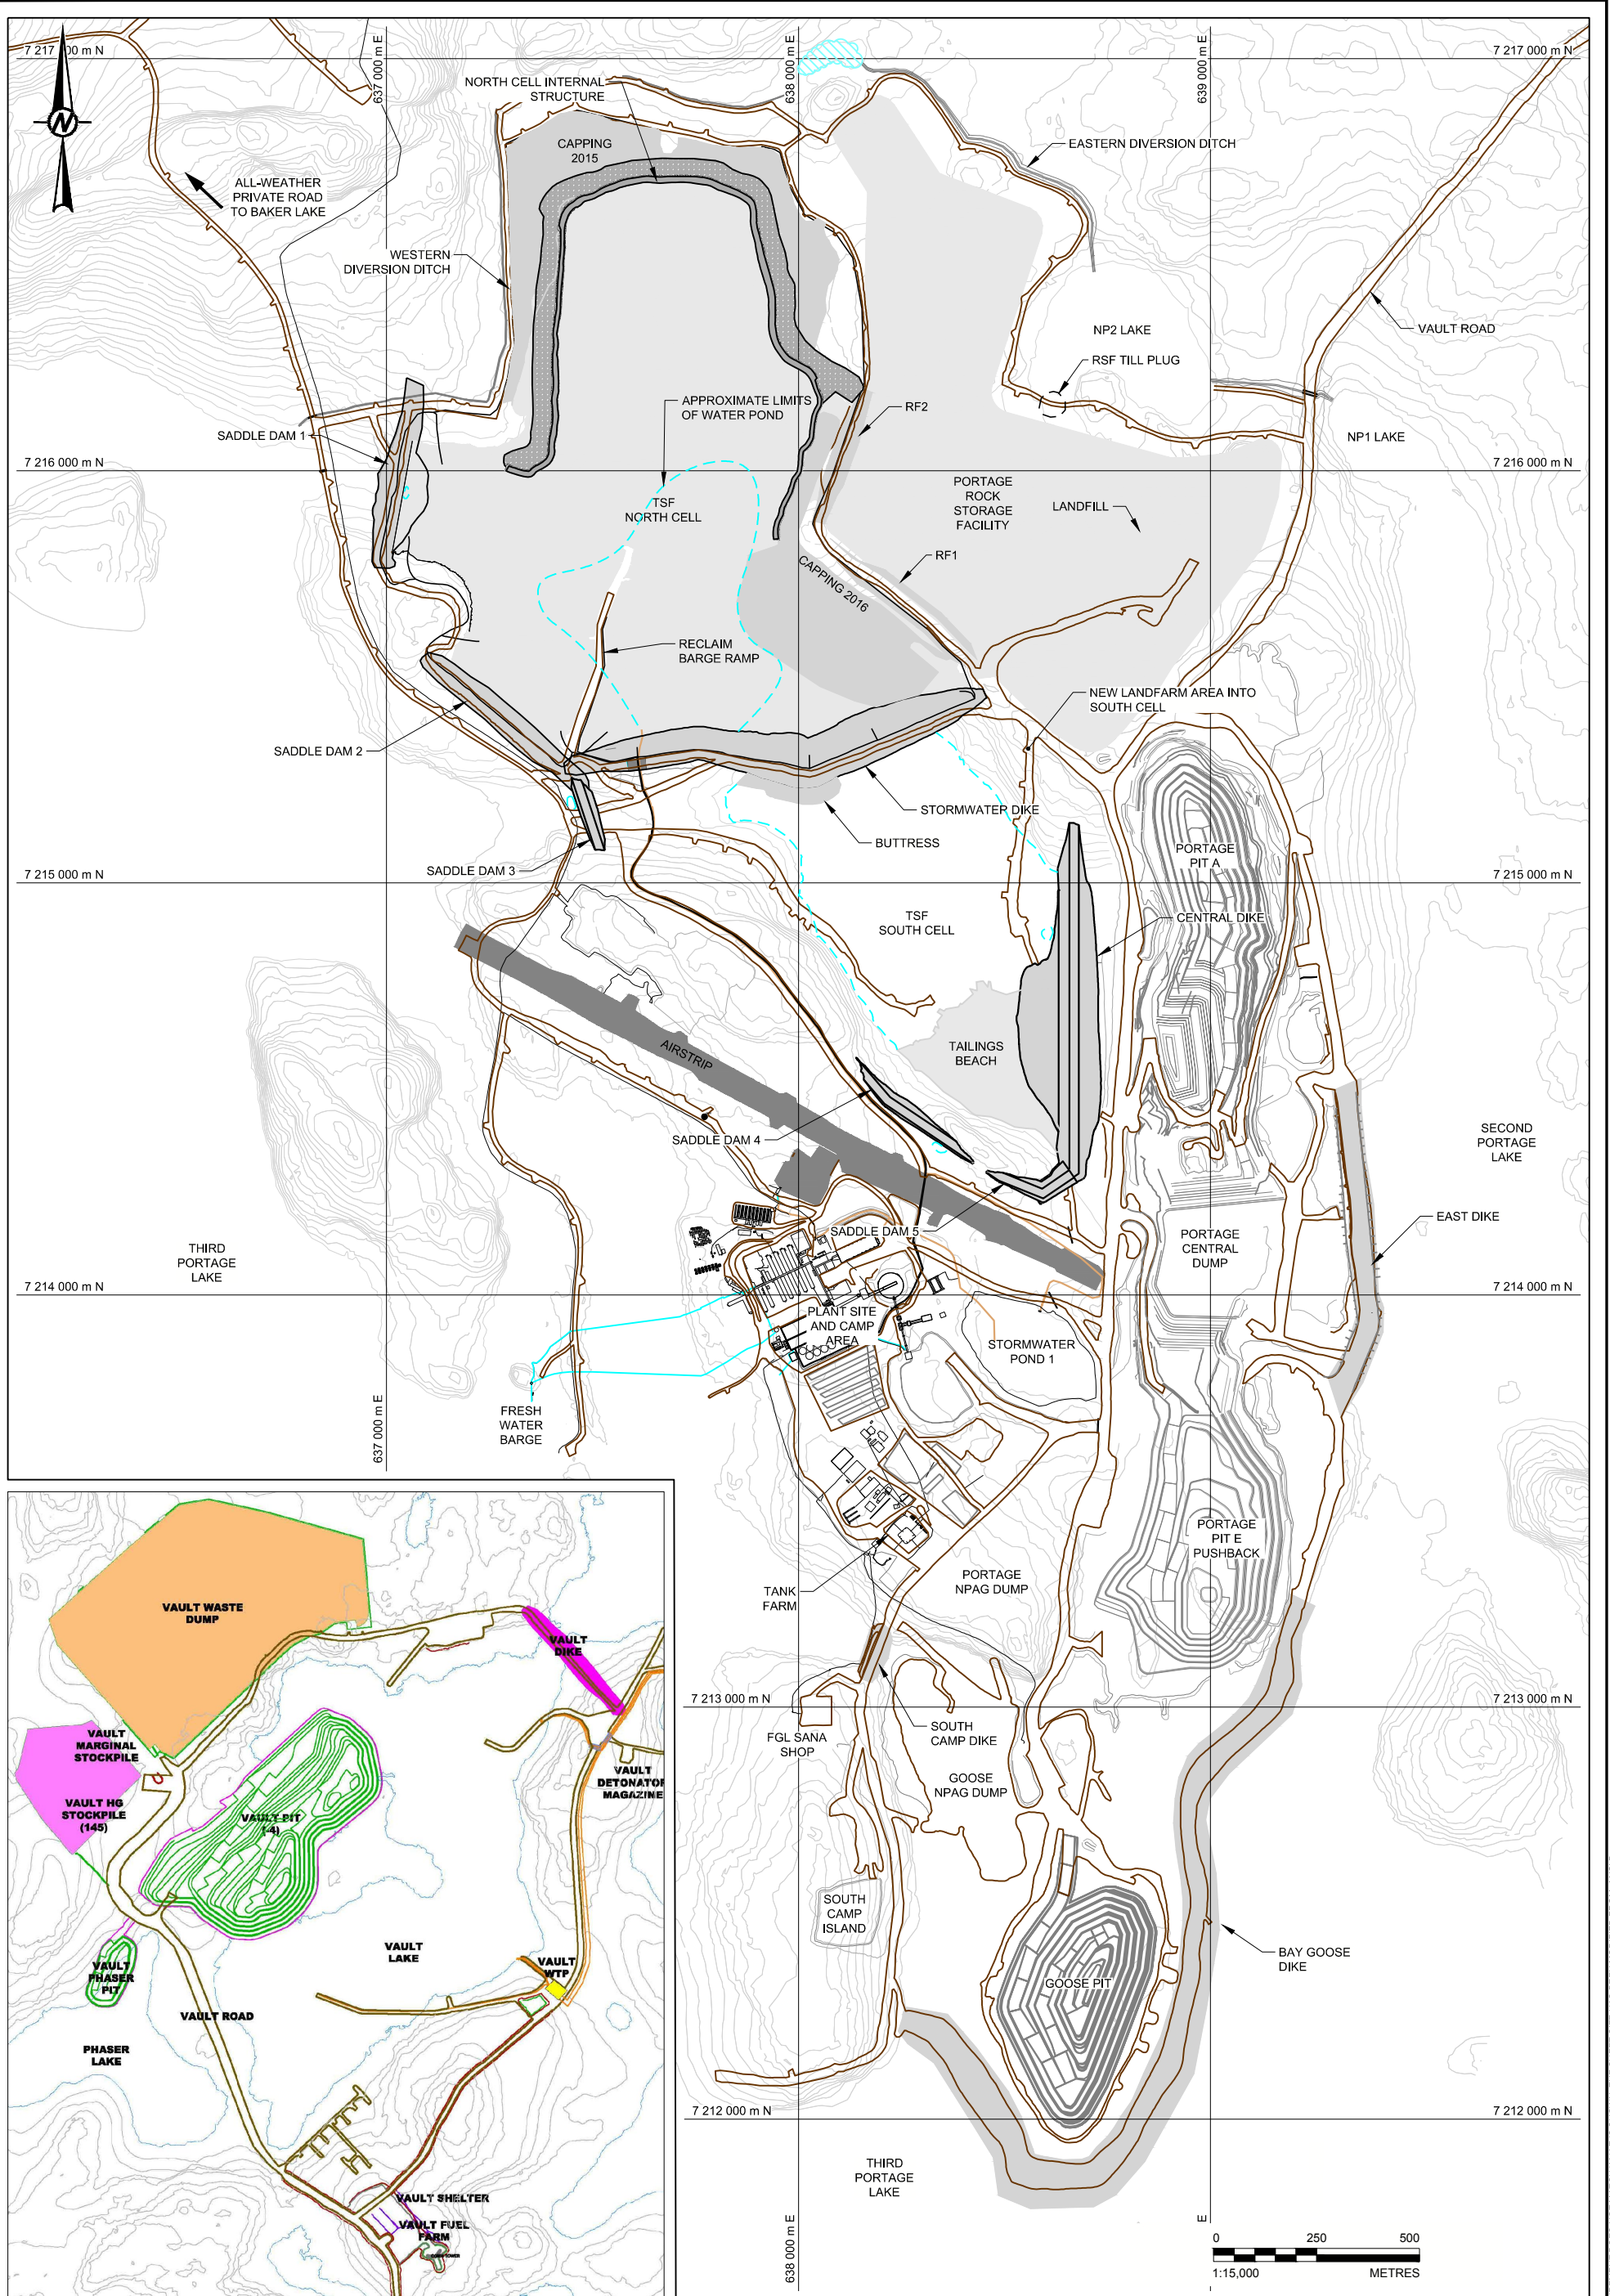 7 217 000 m N
637 000 m E
638 000 m E
639 000 m E
7 217 000 m N
N
NORTH CELL INTERNAL
STRUCTURE
CAPPING
2015
EASTERN DIVERSION DITCH
ALL-WEATHER
PRIVATE ROAD
TO BAKER LAKE
WESTERN
DIVERSION DITCH
NP2 LAKE
VAULT ROAD
RSF TILL PLUG
APPROXIMATE LIMITS
OF WATER POND
RF2
SADDLE DAM 1
NP1 LAKE
7 216 000 m N
7 216 000 m N
TSF
NORTH CELL
PORTAGE
ROCK
STORAGE
FACILITY
LANDFILL
RF1
CAPPING 2016
RECLAIM
BARGE RAMP
NEW LANDFARM AREA INTO
SOUTH CELL
SADDLE DAM 2
STORMWATER DIKE
BUTTRESS
PORTAGE
PIT A
SADDLE DAM 3
7 215 000 m N
7 215 000 m N
TSF
SOUTH CELL
CENTRAL DIKE
AIRSTRIP
TAILINGS
BEACH
SADDLE DAM 4
SECOND
PORTAGE
LAKE
EAST DIKE
SADDLE DAM 5
PORTAGE
CENTRAL
DUMP
THIRD
PORTAGE
LAKE
7 214 000 m N
7 214 000 m N
PLANT SITE
AND CAMP
AREA
STORMWATER
POND 1
FRESH
WATER
BARGE
637 000 m E
PORTAGE
PIT E
PUSHBACK
TANK
FARM
PORTAGE
NPAG DUMP
7 213 000 m N
7 213 000 m N
FGL SANA
SHOP
SOUTH
CAMP DIKE
GOOSE
NPAG DUMP
SOUTH
CAMP
ISLAND
BAY GOOSE
DIKE
GOOSE PIT
7 212 000 m N
7 212 000 m N
THIRD
PORTAGE
LAKE
638 000 m E
E
0 250 500
1:15,000 METRES
VAULT WASTE
DUMP
VAULT
DIKE
VAULT
MARGINAL
STOCKPILE
VAULT
DETONATOR
MAGAZINE
VAULT HG
STOCKPILE
(145)
VAULT PIT
(-4)
VAULT
LAKE
VAULT
WTP
VAULT
PHASER
PIT
VAULT ROAD
PHASER
LAKE
VAULT SHELTER
VAULT FUEL
FARM